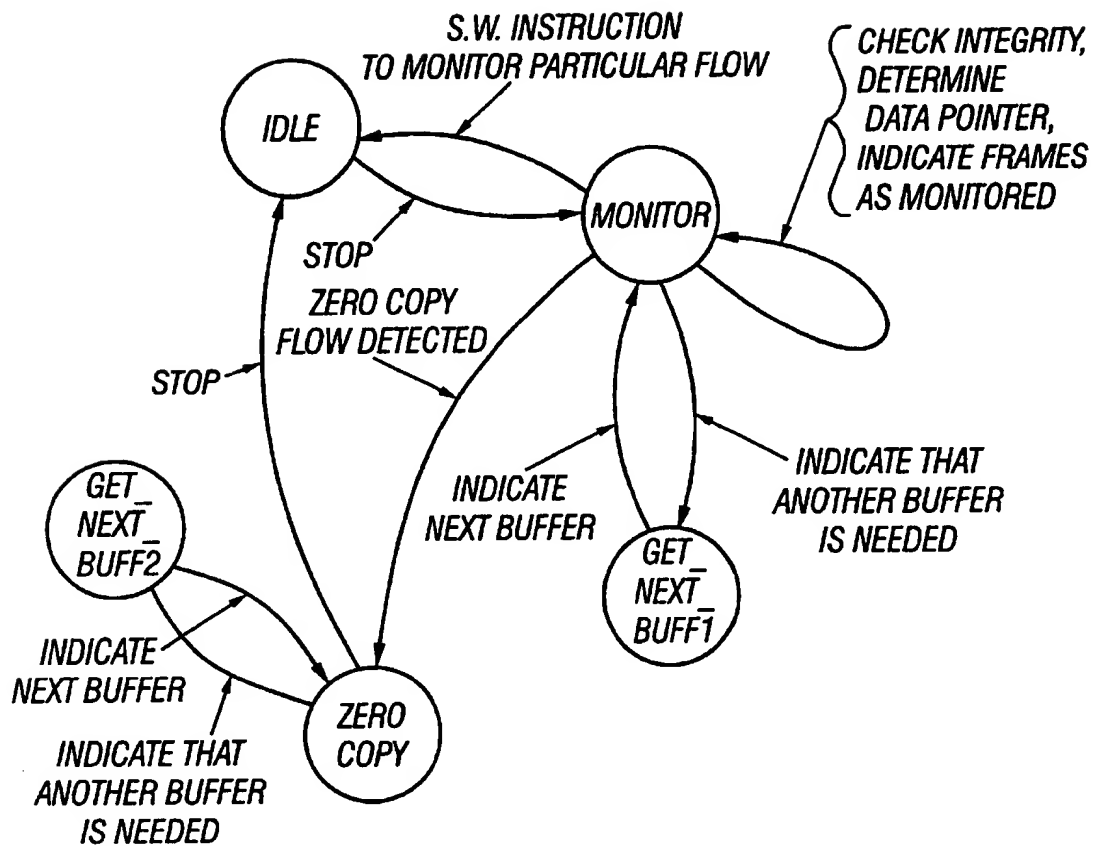 S.W. INSTRUCTION
TO MONITOR PARTICULAR FLOW
CHECK INTEGRITY,
DETERMINE
DATA POINTER,
INDICATE FRAMES
AS MONITORED
IDLE
MONITOR
STOP
ZERO COPY
FLOW DETECTED
STOP
INDICATE
NEXT BUFFER
INDICATE THAT
ANOTHER BUFFER
IS NEEDED
GET_
NEXT_
BUFF2
GET_
NEXT_
BUFF1
INDICATE
NEXT BUFFER
ZERO
COPY
INDICATE THAT
ANOTHER BUFFER
IS NEEDED